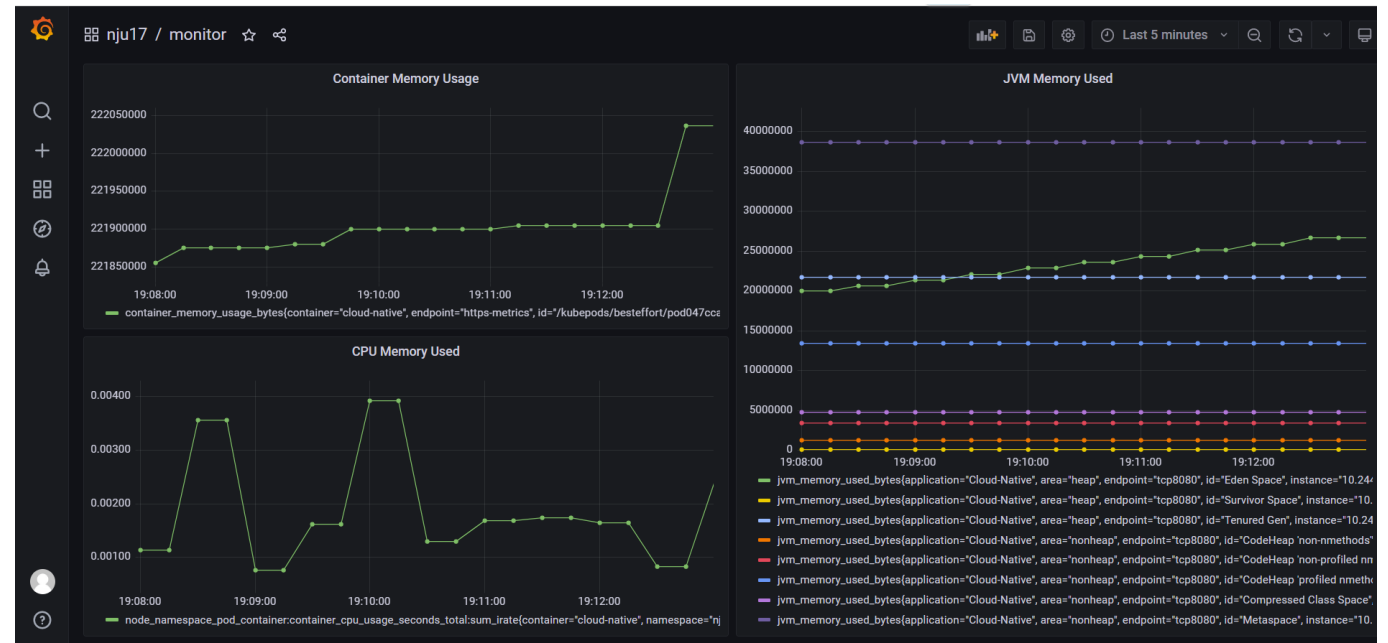 nju17 / monitor
Last 5 minutes
Container Memory Usage
222050000
222000000
221950000
221900000
221850000
19:08:00 19:09:00 19:10:00 19:11:00 19:12:00
container_memory_usage_bytes{container="cloud-native", endpoint="https-metrics", id="/kubepods/besteffort/pod047cca
CPU Memory Used
0.00400
0.00300
0.00200
0.00100
19:08:00 19:09:00 19:10:00 19:11:00 19:12:00
node_namespace_pod_container:container_cpu_usage_seconds_total:sum_irate{container="cloud-native", namespace="nj
JVM Memory Used
40000000
35000000
30000000
25000000
20000000
15000000
10000000
5000000
0
19:08:00 19:09:00 19:10:00 19:11:00 19:12:00
jvm_memory_used_bytes{application="Cloud-Native", area="heap", endpoint="tcp8080", id="Eden Space", instance="10.244
jvm_memory_used_bytes{application="Cloud-Native", area="heap", endpoint="tcp8080", id="Survivor Space", instance="10.
jvm_memory_used_bytes{application="Cloud-Native", area="heap", endpoint="tcp8080", id="Tenured Gen", instance="10.24
jvm_memory_used_bytes{application="Cloud-Native", area="nonheap", endpoint="tcp8080", id="CodeHeap 'non-nmethods'"
jvm_memory_used_bytes{application="Cloud-Native", area="nonheap", endpoint="tcp8080", id="CodeHeap 'non-profiled nm
jvm_memory_used_bytes{application="Cloud-Native", area="nonheap", endpoint="tcp8080", id="CodeHeap 'profiled nmetho
jvm_memory_used_bytes{application="Cloud-Native", area="nonheap", endpoint="tcp8080", id="Compressed Class Space",
jvm_memory_used_bytes{application="Cloud-Native", area="nonheap", endpoint="tcp8080", id="Metaspace", instance="10.